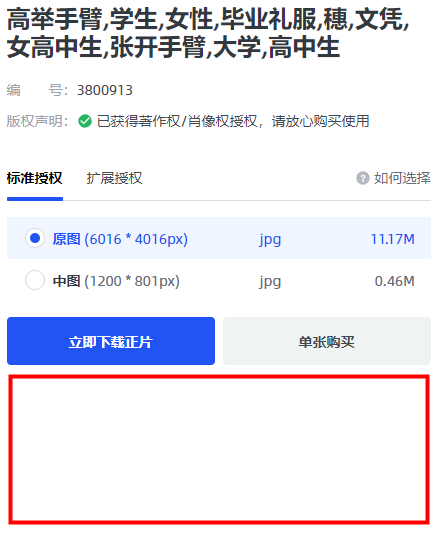 高举手臂,学生,女性,毕业礼服,穗,文凭,
女高中生,张开手臂,大学,高中生
编 号: 3800913
版权声明: 已获得著作权/肖像权授权，请放心购买使用
标准授权 扩展授权 ? 如何选择
原图 (6016 * 4016px) jpg 11.17M
中图 (1200 * 801px) jpg 0.46M
立即下载正片 单张购买